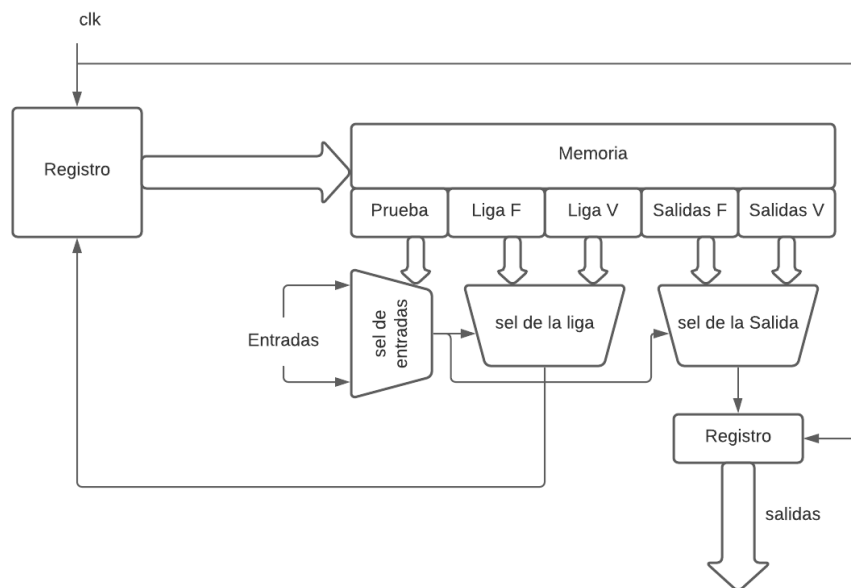 clk
Registro
Memoria
Prueba
Liga F
Liga V
Salidas F
Salidas V
Entradas
sel de
entradas
sel de la liga
sel de la Salida
Registro
salidas